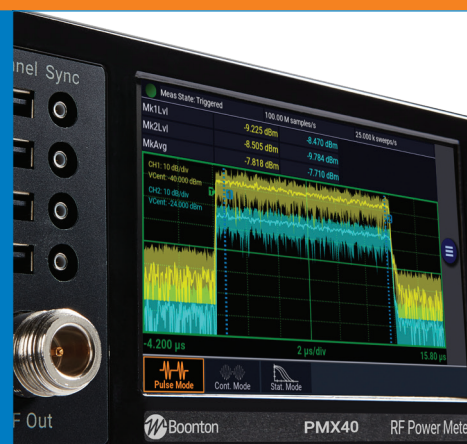 nel Sync
Meas State: Triggered 100.00 M samples/s 25.000 k sweeps/s
Mk1Lvl -9.225 dBm -8.470 dBm
Mk2Lvl -8.505 dBm -9.784 dBm
MkAvg -7.818 dBm -7.710 dBm
CH1: 10 dB/div
VCent: -40.000 dBm
CH2: 10 dB/div
VCent: -24.000 dBm
-4.200 µs 2 µs/div 15.80 µs
Pulse Mode Cont. Mode Stat. Mode
F Out
Boonton PMX40 RF Power Mete